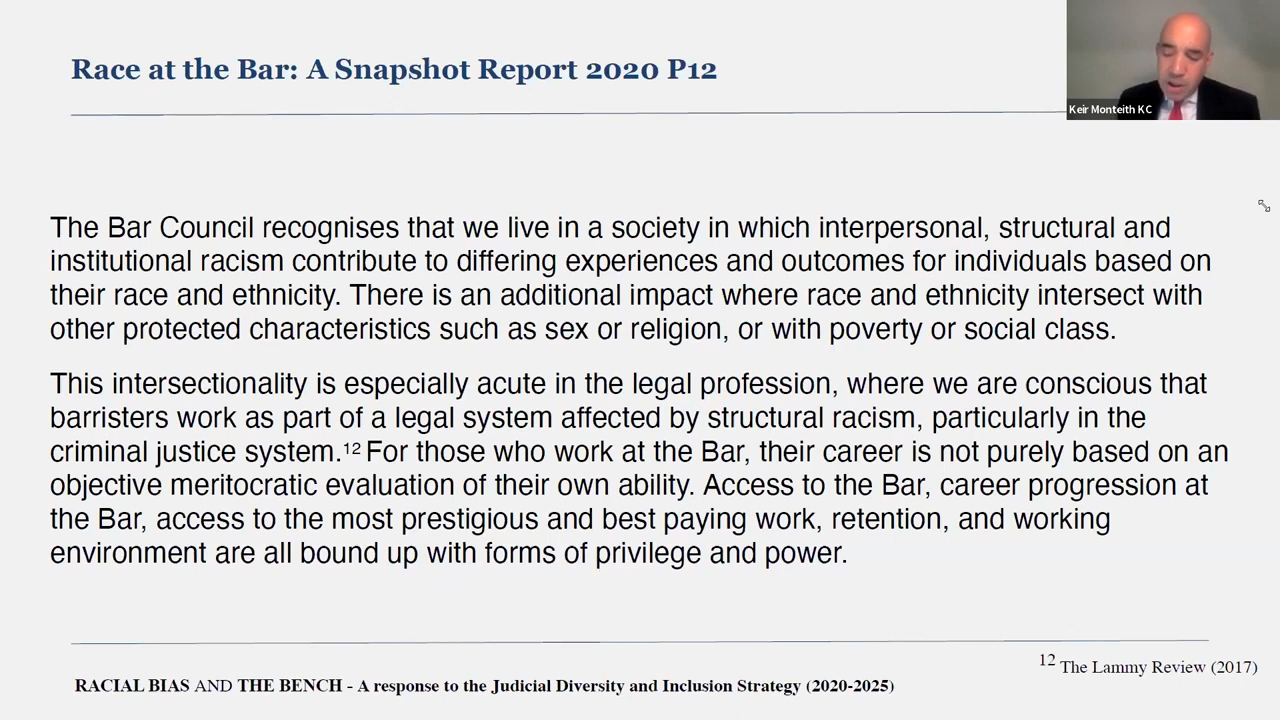 Race at the Bar: A Snapshot Report 2020 P12
Keir Monteith KC
The Bar Council recognises that we live in a society in which interpersonal, structural and
institutional racism contribute to differing experiences and outcomes for individuals based on
their race and ethnicity. There is an additional impact where race and ethnicity intersect with
other protected characteristics such as sex or religion, or with poverty or social class.
This intersectionality is especially acute in the legal profession, where we are conscious that
barristers work as part of a legal system affected by structural racism, particularly in the
criminal justice system.12 For those who work at the Bar, their career is not purely based on an
objective meritocratic evaluation of their own ability. Access to the Bar, career progression at
the Bar, access to the most prestigious and best paying work, retention, and working
environment are all bound up with forms of privilege and power.
12 The Lammy Review (2017)
RACIAL BIAS AND THE BENCH - A response to the Judicial Diversity and Inclusion Strategy (2020-2025)